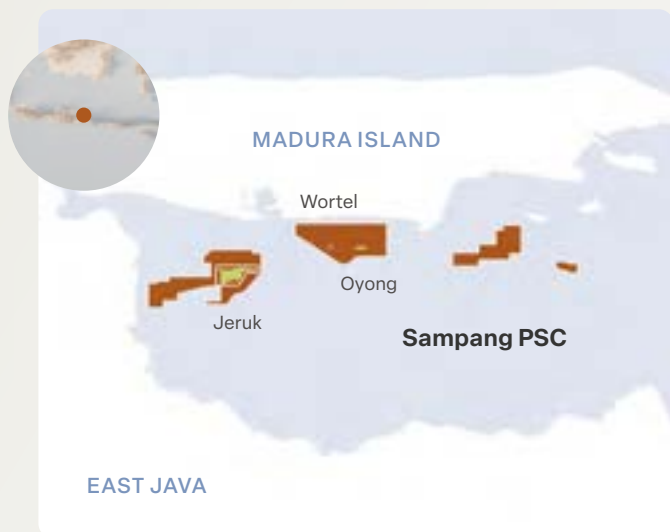 MADURA ISLAND
Wortel
Oyong
Jeruk
Sampang PSC
EAST JAVA